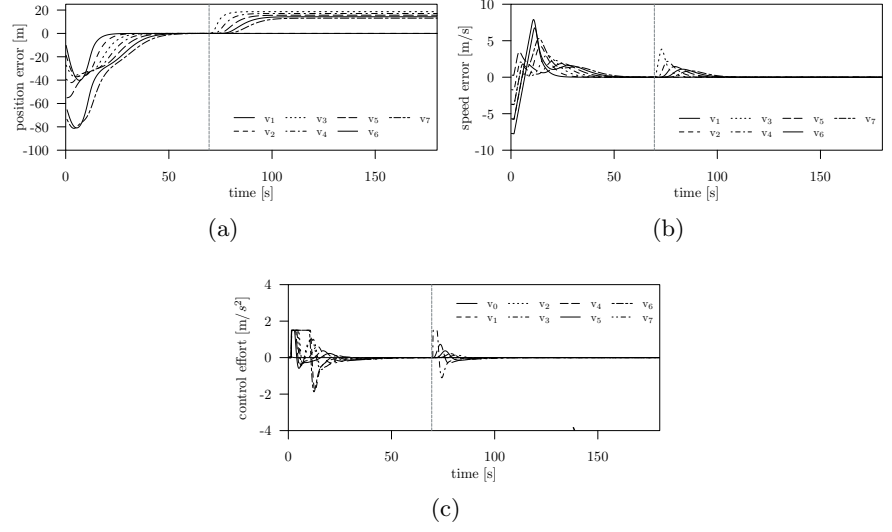 position error [m]
20
0
-20
-40
-60
-80
-100
v1 v3 v5 v7
v2 v4 v6
0 50 100 150
time [s]
(a)
speed error [m/s]
10
5
0
-5
-10
v1 v3 v5 v7
v2 v4 v6
0 50 100 150
time [s]
(b)
control effort [m/s²]
4
2
0
-2
-4
v0 v2 v4 v6
v1 v3 v5 v7
0 50 100 150
time [s]
(c)